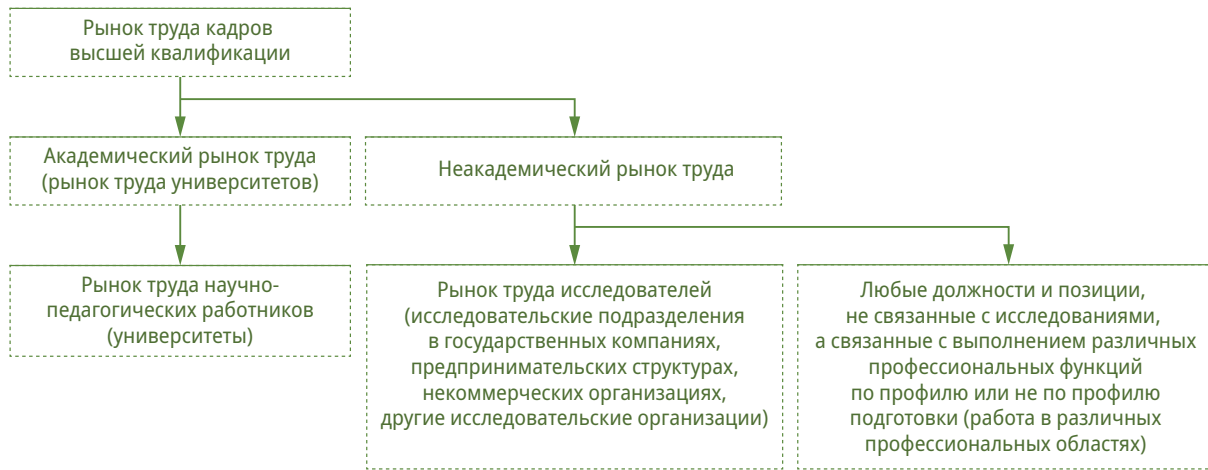 Рынок труда кадров
высшей квалификации
Академический рынок труда
(рынок труда университетов)
Неакадемический рынок труда
Рынок труда научно-
педагогических работников
(университеты)
Рынок труда исследователей
(исследовательские подразделения
в государственных компаниях,
предпринимательских структурах,
некоммерческих организациях,
другие исследовательские организации)
Любые должности и позиции,
не связанные с исследованиями,
а связанные с выполнением различных
профессиональных функций
по профилю или не по профилю
подготовки (работа в различных
профессиональных областях)